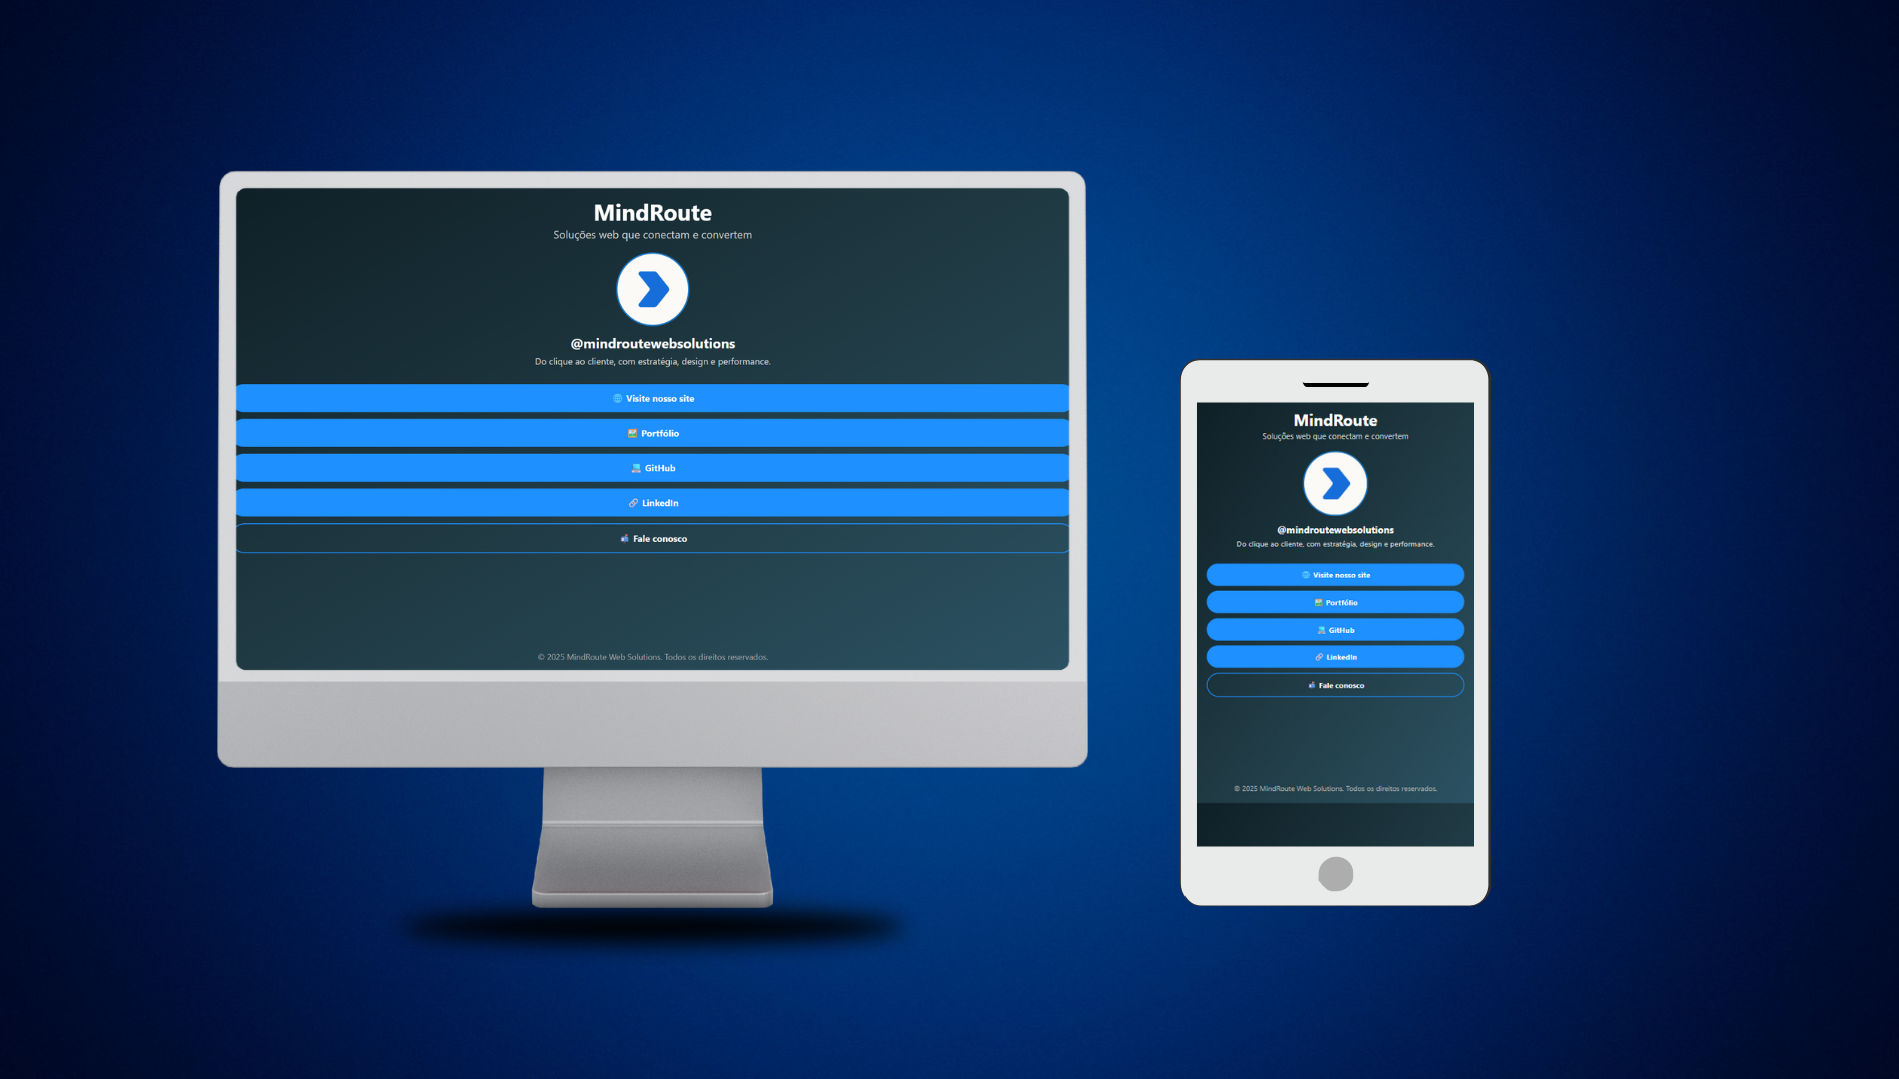 MindRoute
Soluções web que conectam e convertem
@mindroutewebsolutions
Do clique ao cliente, com estratégia, design e performance.
Visite nosso site
Portfólio
GitHub
LinkedIn
Fale conosco
© 2025 MindRoute Web Solutions. Todos os direitos reservados.
MindRoute
Soluções web que conectam e convertem
@mindroutewebsolutions
Do clique ao cliente, com estratégia, design e performance.
Visite nosso site
Portfólio
GitHub
LinkedIn
Fale conosco
© 2025 MindRoute Web Solutions. Todos os direitos reservados.